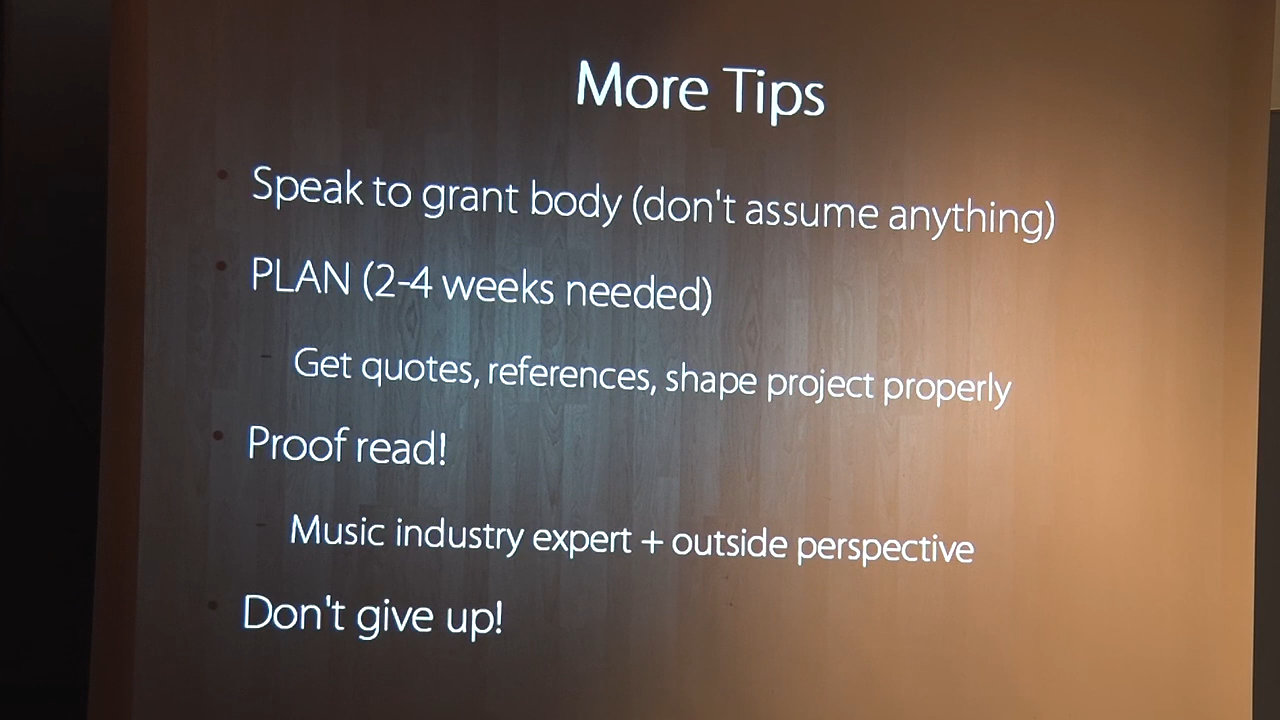 More Tips
Speak to grant body (don't assume anything)
PLAN (2-4 weeks needed)
Get quotes, references, shape project properly
Proof read!
Music industry expert + outside perspective
Don't give up!